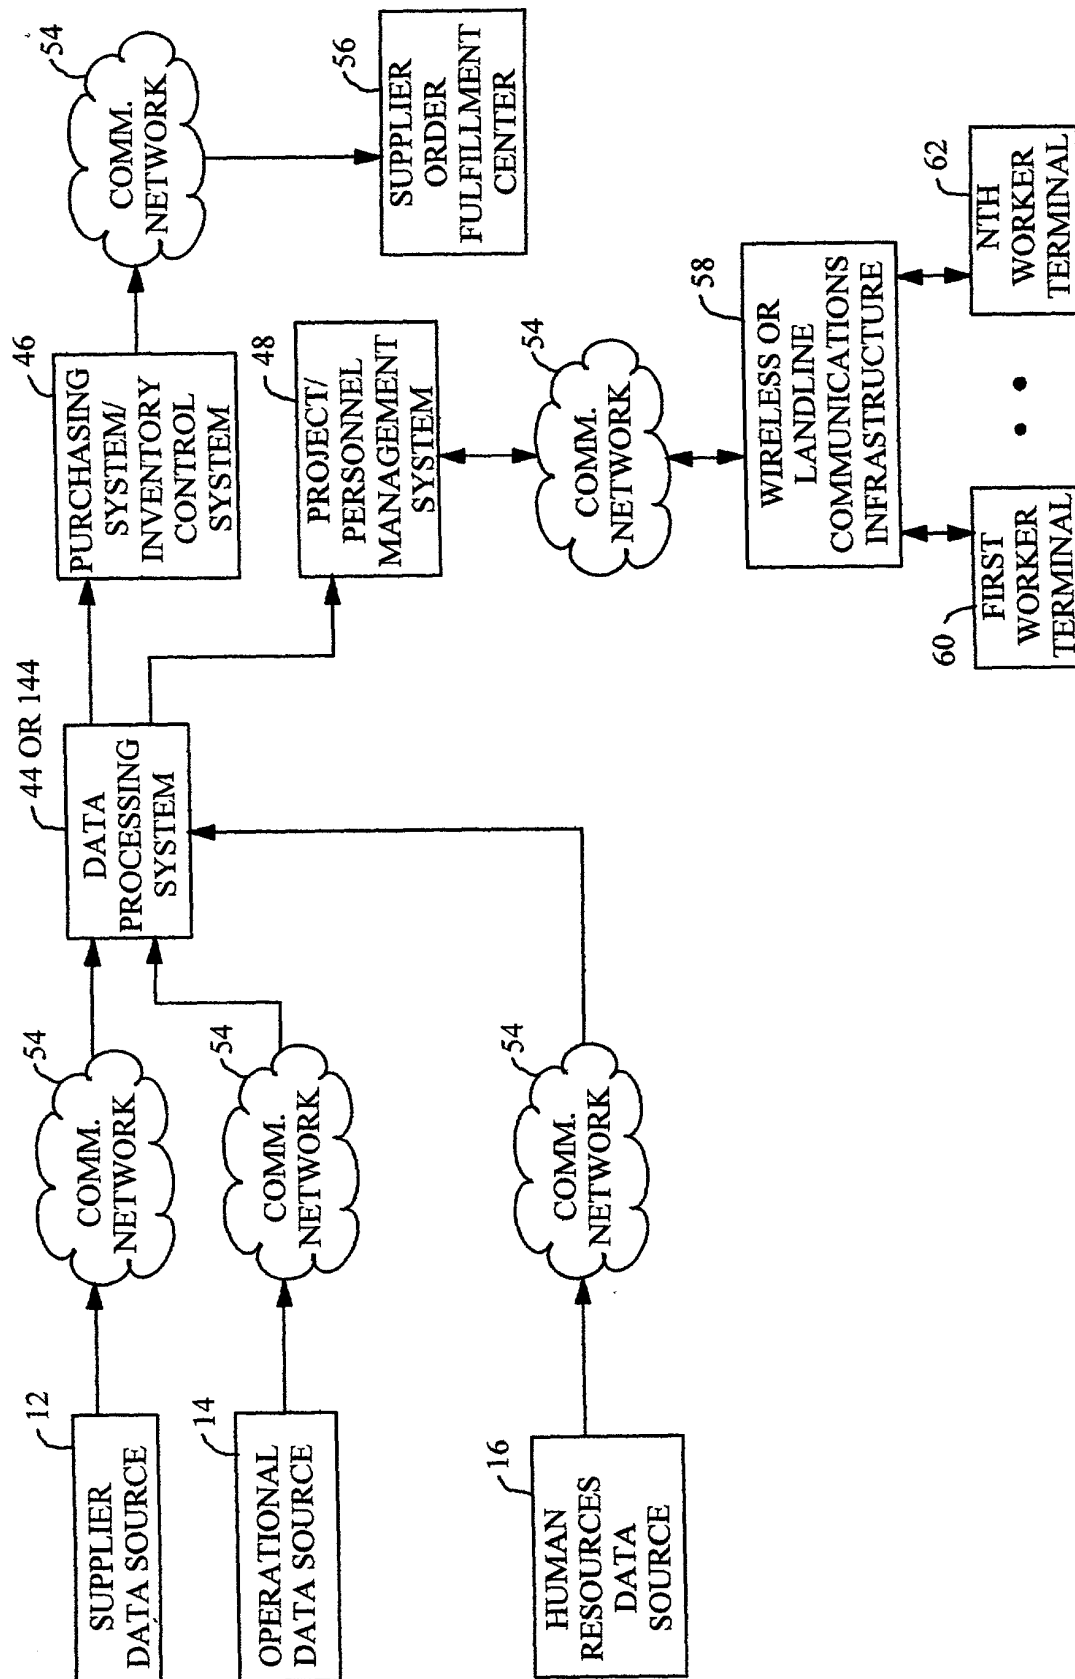 12
SUPPLIER
DATA SOURCE
54
COMM.
NETWORK
14
OPERATIONAL
DATA SOURCE
54
COMM.
NETWORK
16
HUMAN
RESOURCES
DATA
SOURCE
54
COMM.
NETWORK
44 OR 144
DATA
PROCESSING
SYSTEM
46
PURCHASING
SYSTEM/
INVENTORY
CONTROL
SYSTEM
54
COMM.
NETWORK
56
SUPPLIER
ORDER
FULFILLMENT
CENTER
48
PROJECT/
PERSONNEL
MANAGEMENT
SYSTEM
54
COMM.
NETWORK
58
WIRELESS OR
LANDLINE
COMMUNICATIONS
INFRASTRUCTURE
60
FIRST
WORKER
TERMINAL
62
NTH
WORKER
TERMINAL